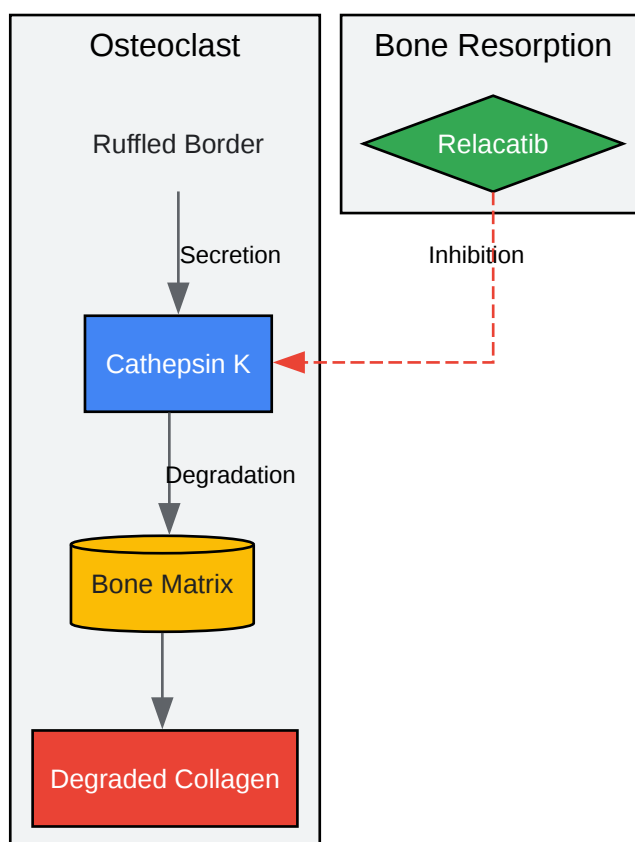 Osteoclast
Bone Resorption
Ruffled Border
Relacatib
Secretion
Inhibition
Cathepsin K
Degradation
Bone Matrix
Degraded Collagen